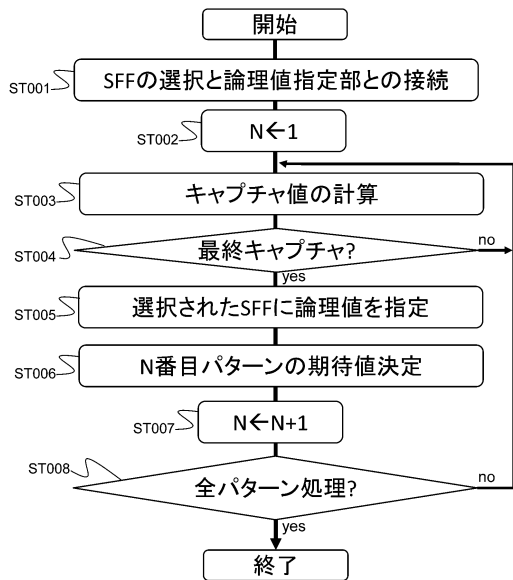 開始
ST001
SFFの選択と論理値指定部との接続
ST002
N←1
ST003
キャプチャ値の計算
ST004
最終キャプチャ?
no
yes
ST005
選択されたSFFに論理値を指定
ST006
N番目パターンの期待値決定
ST007
N←N+1
ST008
全パターン処理?
no
yes
終了